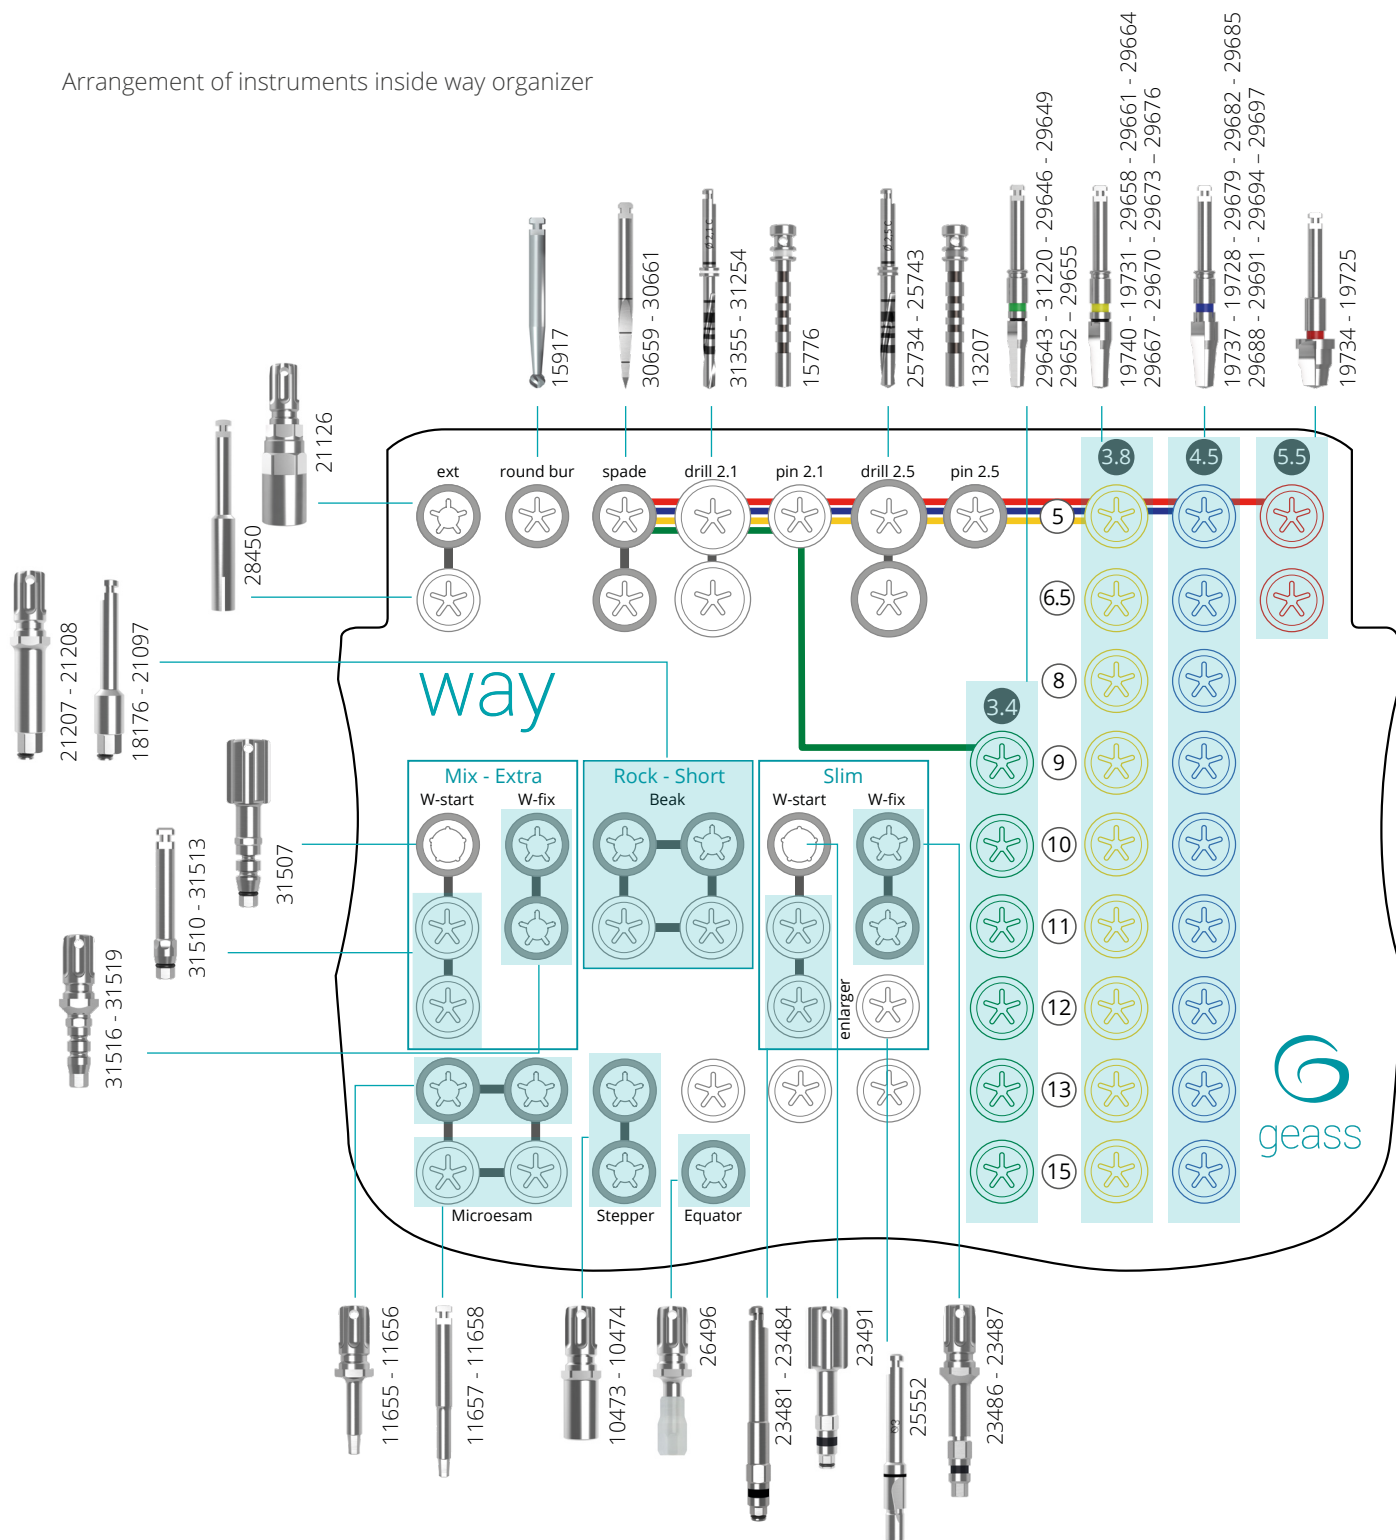 Arrangement of instruments inside way organizer
15917
30659 - 30661
31355 - 31254
Ø 2,1 C
15776
25734 - 25743
Ø 2,5 C
13207
29643 - 31220 - 29646 - 29649
29652 – 29655
19740 - 19731 - 29658 - 29661 - 29664
29667 – 29670 - 29673 – 29676
19737 - 19728 - 29679 - 29682 - 29685
29688 - 29691 - 29694 – 29697
19734 - 19725
21126
28450
21207 - 21208
18176 - 21097
31507
31510 - 31513
31516 - 31519
ext
round bur
spade
drill 2.1
pin 2.1
drill 2.5
pin 2.5
3.8
4.5
5.5
5
6.5
8
3.4
9
10
11
12
13
15
way
Mix - Extra
W-start
W-fix
Rock - Short
Beak
Slim
W-start
W-fix
enlarger
Microesam
Stepper
Equator
geass
11655 - 11656
11657 - 11658
10473 - 10474
26496
23481 - 23484
23491
25552
Ø3
23486 - 23487